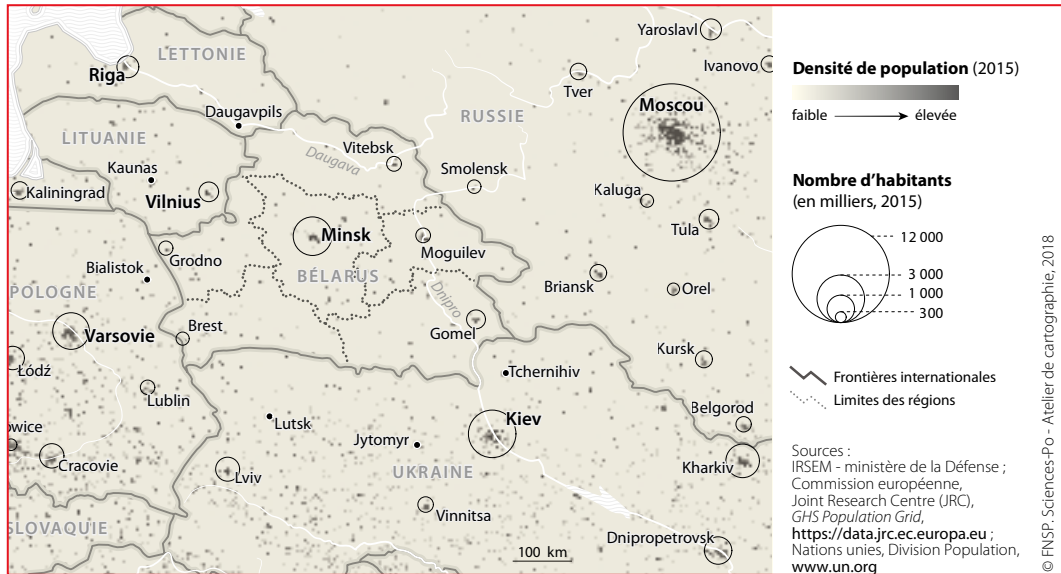 Yaroslavl
LETTONIE
Ivanovo
Riga
Tver
Moscou
Daugavpils
RUSSIE
LITUANIE
Vitebsk
Daugava
Kaunas
Smolensk
Kaliningrad
Vilnius
Kaluga
Tula
Minsk
Grodno
Moguilev
Bialistok
BÉLARUS
Briansk
Orel
POLOGNE
Dnipro
Varsovie
Brest
Gomel
Kursk
Łódź
Tchernihiv
Lublin
Belgorod
Lutsk
Kiev
owice
Jytomyr
Cracovie
Lviv
UKRAINE
Kharkiv
Vinnitsa
SLOVAQUIE
Dnipropetrovsk
100 km
Densité de population (2015)
faible élevée
Nombre d'habitants
(en milliers, 2015)
12 000
3 000
1 000
300
Frontières internationales
Limites des régions
Sources :
IRSEM - ministère de la Défense ;
Commission européenne,
Joint Research Centre (JRC),
GHS Population Grid,
https://data.jrc.ec.europa.eu ;
Nations unies, Division Population,
www.un.org
© FNSP. Sciences-Po - Atelier de cartographie, 2018